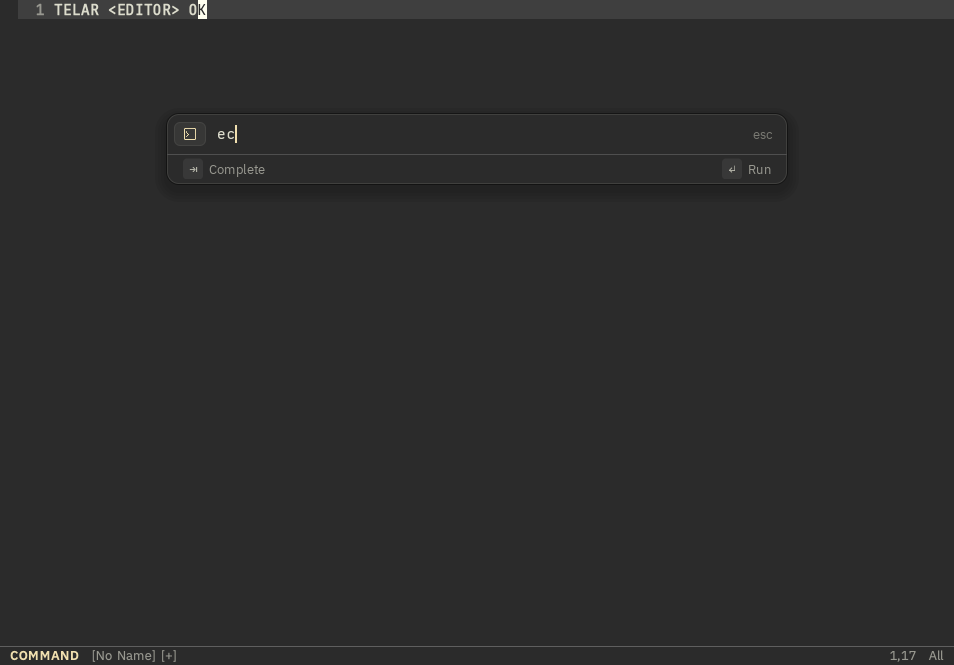 1 TELAR <EDITOR> OK
ec esc
Complete Run
COMMAND [No Name] [+] 1,17 All